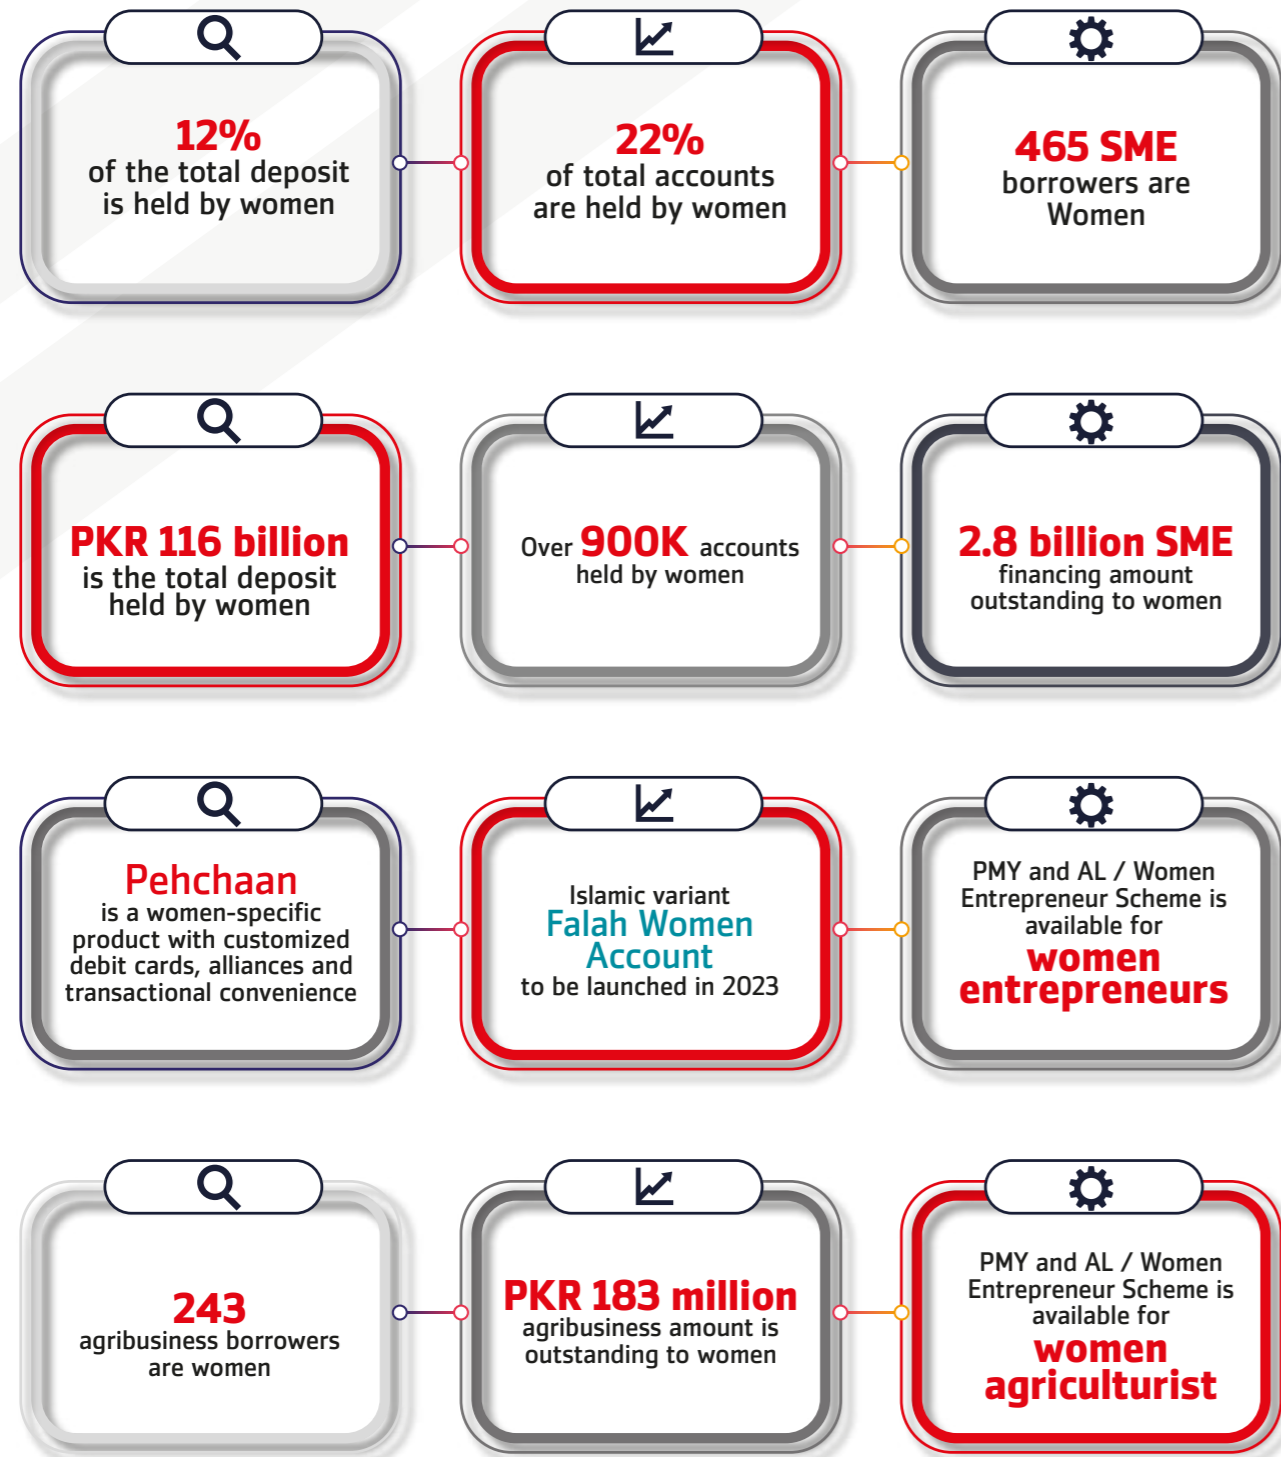 12%
of the total deposit
is held by women
22%
of total accounts
are held by women
465 SME
borrowers are
Women
PKR 116 billion
is the total deposit
held by women
Over 900K accounts
held by women
2.8 billion SME
financing amount
outstanding to women
Pehchaan
is a women-specific
product with customized
debit cards, alliances and
transactional convenience
Islamic variant
Falah Women
Account
to be launched in 2023
PMY and AL / Women
Entrepreneur Scheme is
available for
women
entrepreneurs
243
agribusiness borrowers
are women
PKR 183 million
agribusiness amount is
outstanding to women
PMY and AL / Women
Entrepreneur Scheme is
available for
women
agriculturist